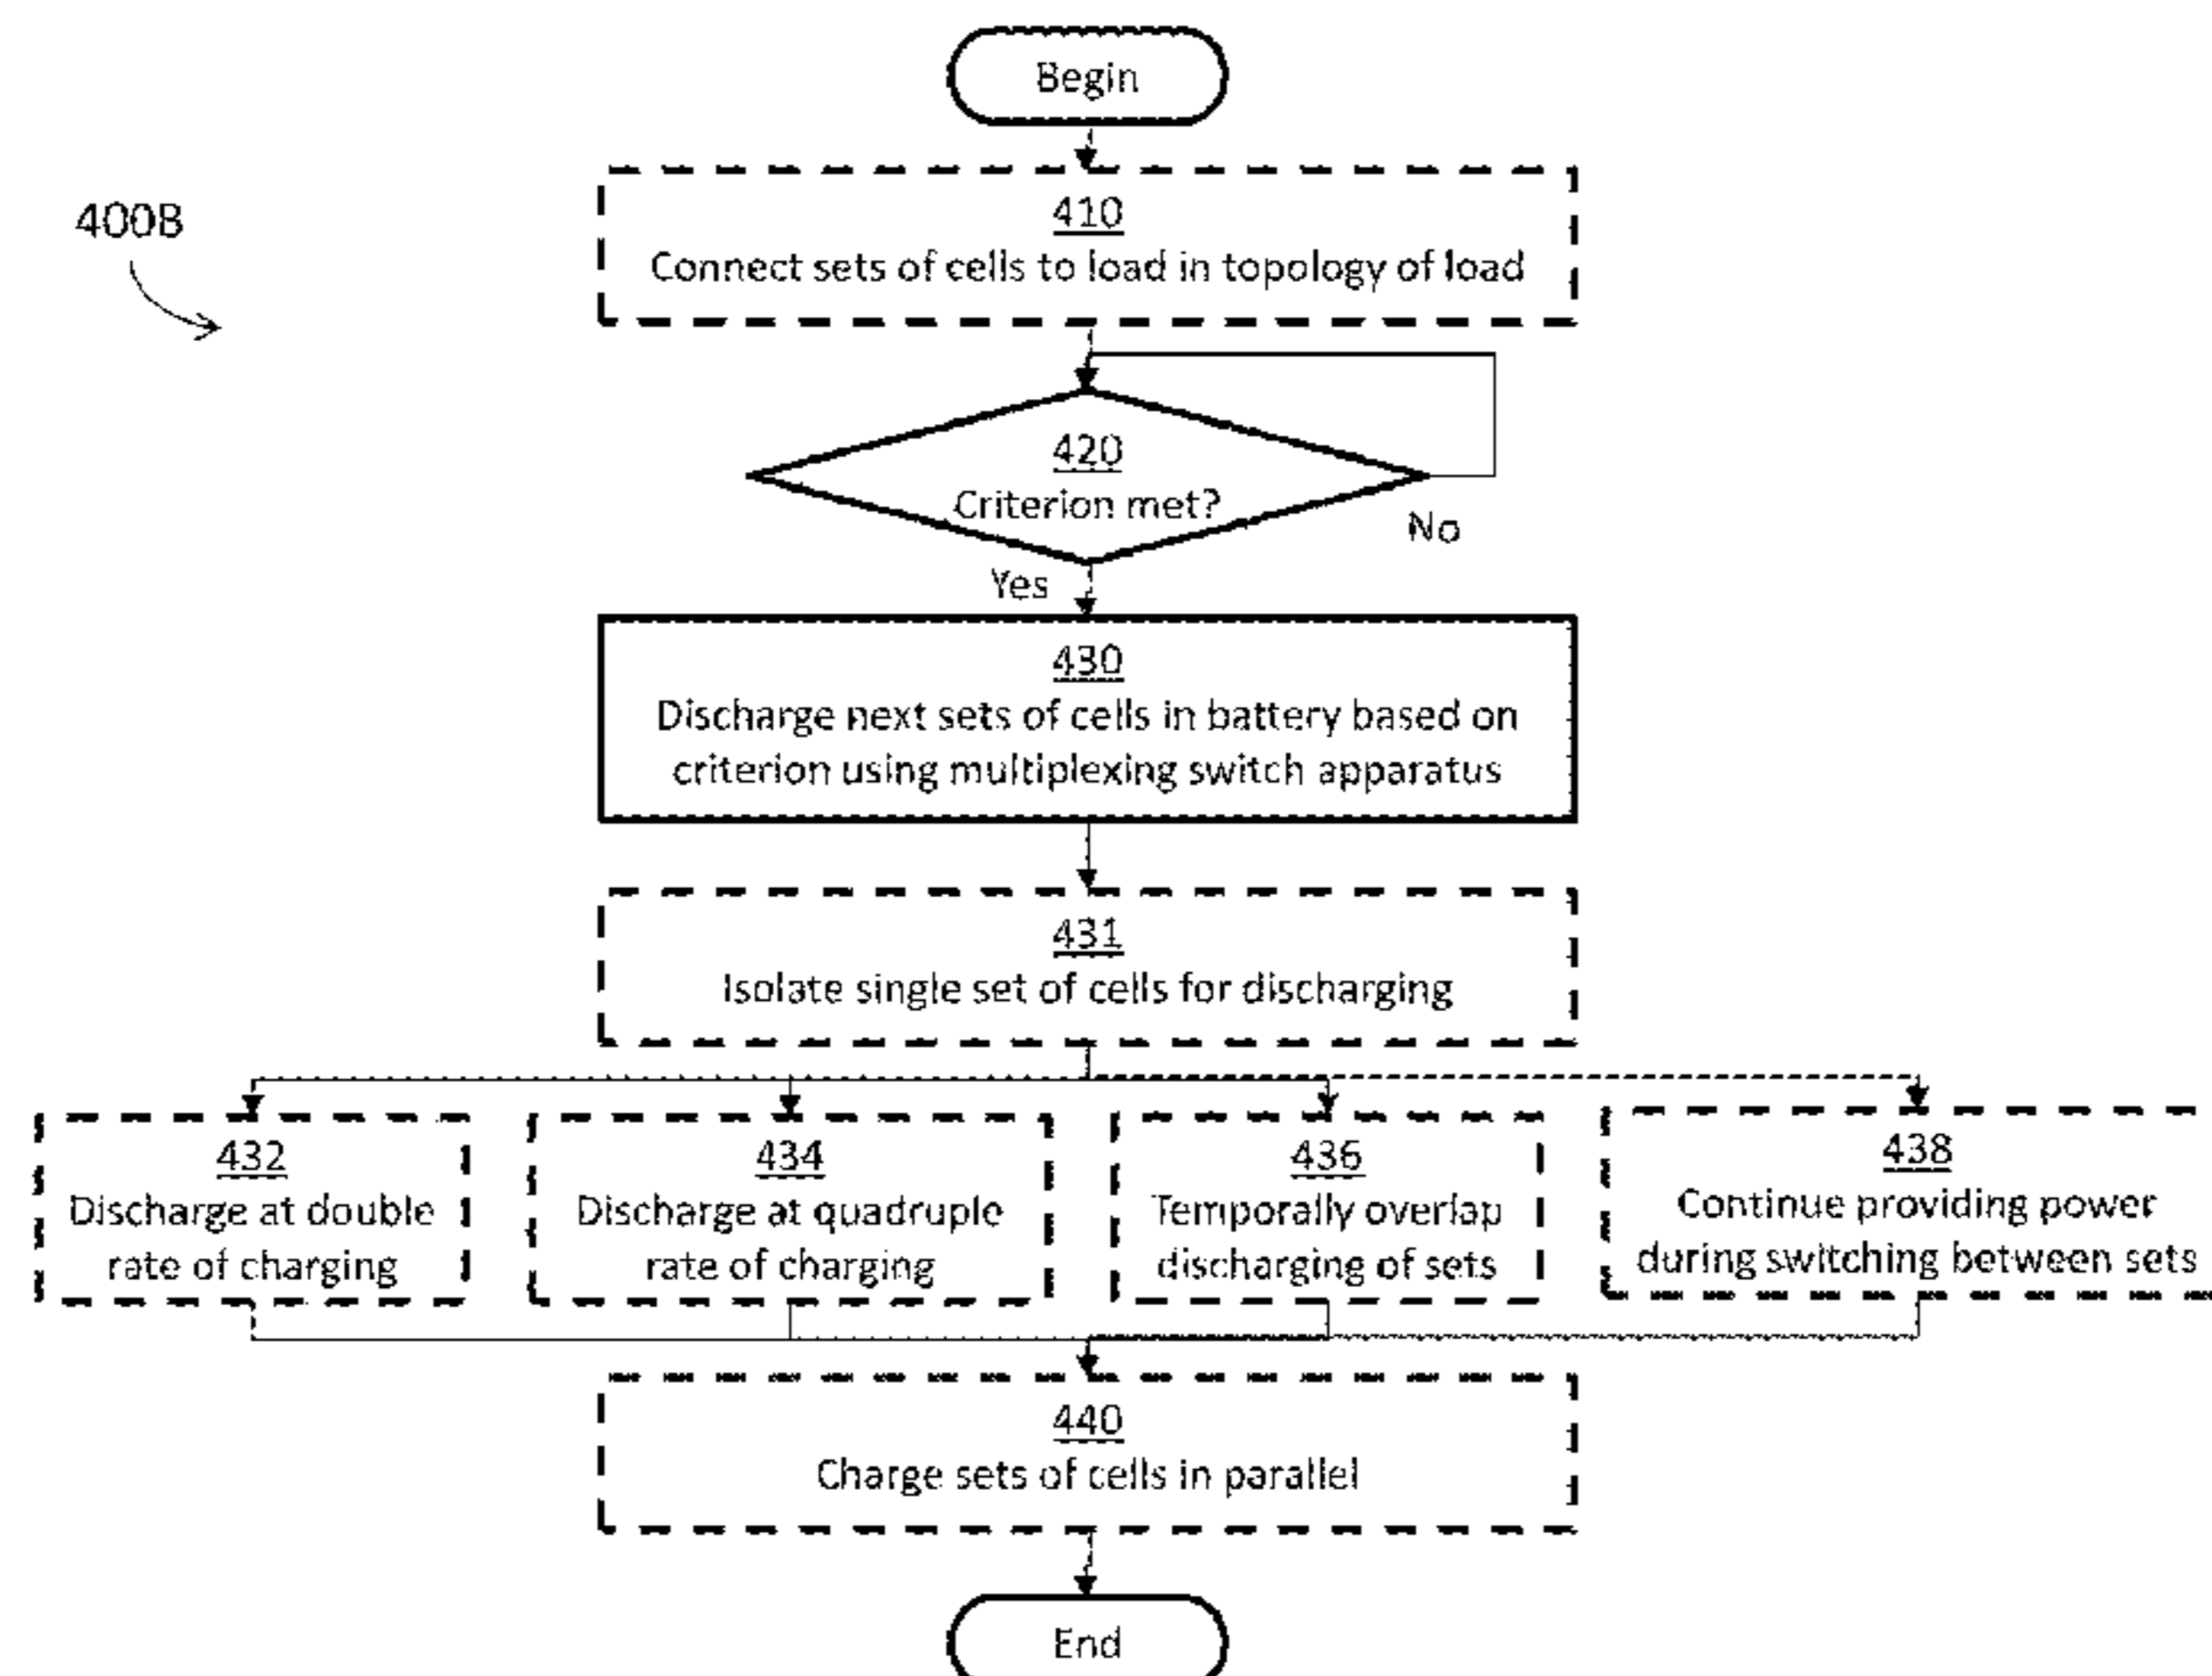 Begin
400B
410
Connect sets of cells to load in topology of load
420
Criterion met?
No
Yes
430
Discharge next sets of cells in battery based on
criterion using multiplexing switch apparatus
431
Isolate single set of cells for discharging
432
Discharge at double
rate of charging
434
Discharge at quadruple
rate of charging
436
Temporally overlap
discharging of sets
438
Continue providing power
during switching between sets
440
Charge sets of cells in parallel
End